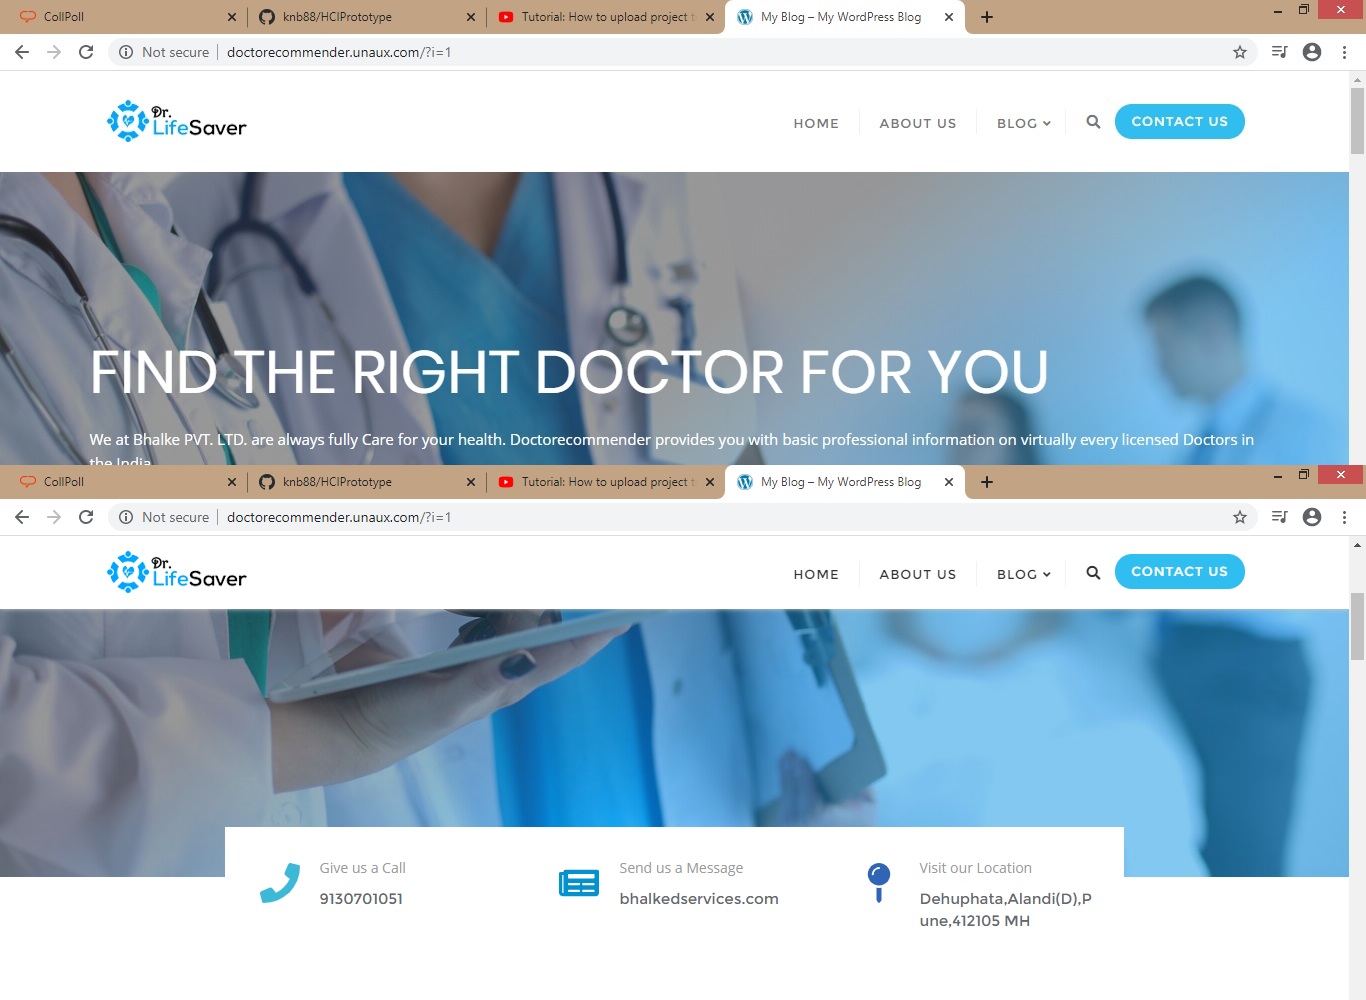 CollPoll
knb88/HCIPrototype
Tutorial: How to upload project t
My Blog – My WordPress Blog
Not secure
doctorecommender.unaux.com/?i=1
Dr.
LifeSaver
HOME
ABOUT US
BLOG
CONTACT US
FIND THE RIGHT DOCTOR FOR YOU
We at Bhalke PVT. LTD. are always fully Care for your health. Doctorecommender provides you with basic professional information on virtually every licensed Doctors in
the India
CollPoll
knb88/HCIPrototype
Tutorial: How to upload project t
My Blog – My WordPress Blog
Not secure
doctorecommender.unaux.com/?i=1
Dr.
LifeSaver
HOME
ABOUT US
BLOG
CONTACT US
Give us a Call
9130701051
Send us a Message
bhalkedservices.com
Visit our Location
Dehuphata,Alandi(D),P
une,412105 MH